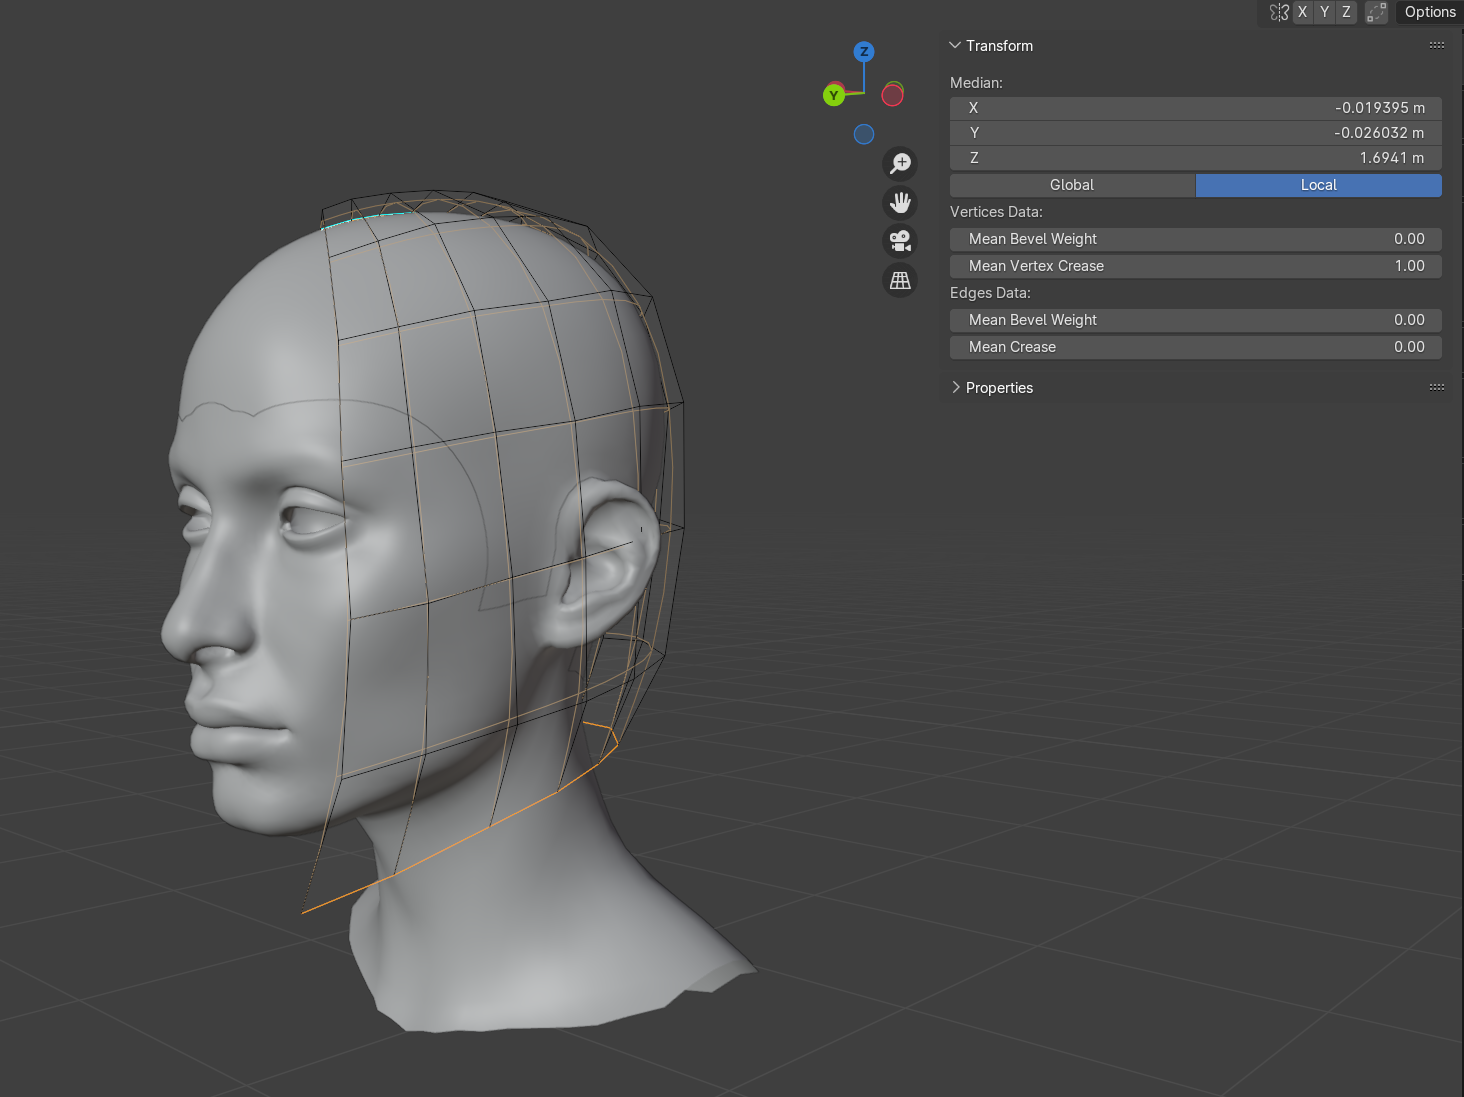 X Y Z Options
Transform
Z
Median:
Y
X -0.019395 m
Y -0.026032 m
Z 1.6941 m
Global Local
Vertices Data:
Mean Bevel Weight 0.00
Mean Vertex Crease 1.00
Edges Data:
Mean Bevel Weight 0.00
Mean Crease 0.00
Properties